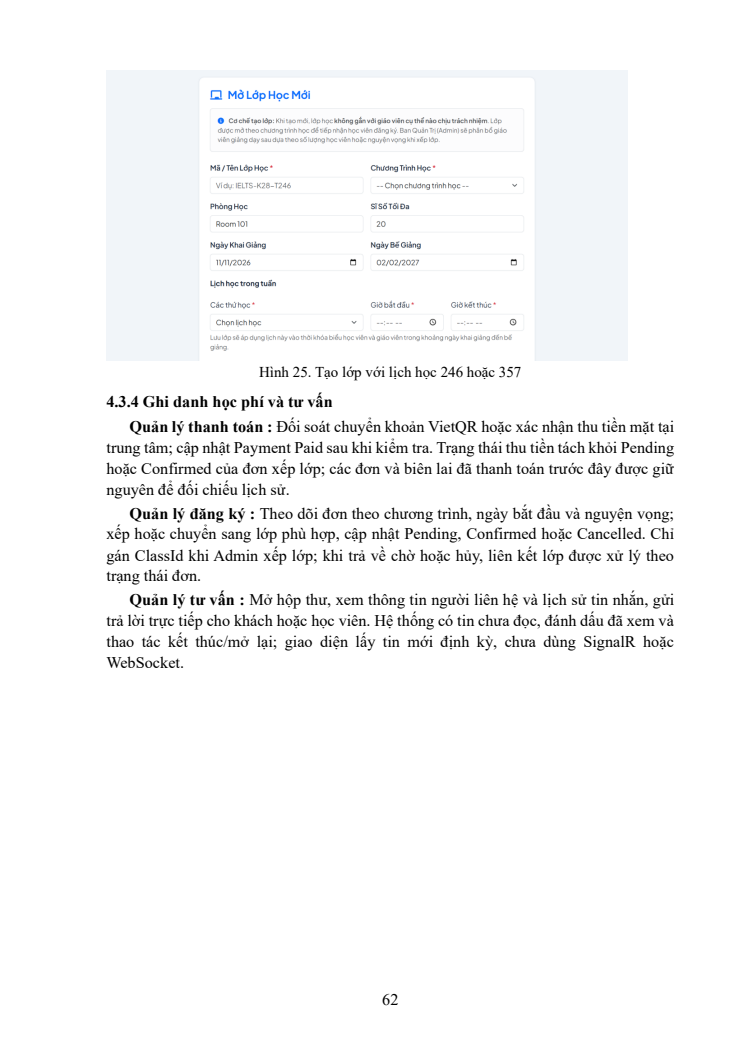 Mở Lớp Học Mới
Cơ chế tạo lớp: Khi tạo mới, lớp học không gắn với giáo viên cụ thể nào chịu trách nhiệm. Lớp
được mở theo chương trình học để tiếp nhận học viên đăng ký. Ban Quản Trị (Admin) sẽ phân bổ giáo
viên giảng dạy sau dựa theo số lượng học viên hoặc nguyện vọng khi xếp lớp.
Mã / Tên Lớp Học * Chương Trình Học *
Ví dụ: IELTS-K28-T246 -- Chọn chương trình học --
Phòng Học Sĩ Số Tối Đa
Room 101 20
Ngày Khai Giảng Ngày Bế Giảng
11/11/2026 02/02/2027
Lịch học trong tuần
Các thứ học * Giờ bắt đầu * Giờ kết thúc *
Chọn lịch học --:-- -- --:-- --
Lưu lớp sẽ áp dụng lịch này vào thời khóa biểu học viên và giáo viên trong khoảng ngày khai giảng đến bế
giảng.
Hình 25. Tạo lớp với lịch học 246 hoặc 357
4.3.4 Ghi danh học phí và tư vấn
Quản lý thanh toán : Đối soát chuyển khoản VietQR hoặc xác nhận thu tiền mặt tại
trung tâm; cập nhật Payment Paid sau khi kiểm tra. Trạng thái thu tiền tách khỏi Pending
hoặc Confirmed của đơn xếp lớp; các đơn và biên lai đã thanh toán trước đây được giữ
nguyên để đối chiếu lịch sử.
Quản lý đăng ký : Theo dõi đơn theo chương trình, ngày bắt đầu và nguyện vọng;
xếp hoặc chuyển sang lớp phù hợp, cập nhật Pending, Confirmed hoặc Cancelled. Chỉ
gán ClassId khi Admin xếp lớp; khi trả về chờ hoặc hủy, liên kết lớp được xử lý theo
trạng thái đơn.
Quản lý tư vấn : Mở hộp thư, xem thông tin người liên hệ và lịch sử tin nhắn, gửi
trả lời trực tiếp cho khách hoặc học viên. Hệ thống có tin chưa đọc, đánh dấu đã xem và
thao tác kết thúc/mở lại; giao diện lấy tin mới định kỳ, chưa dùng SignalR hoặc
WebSocket.
62